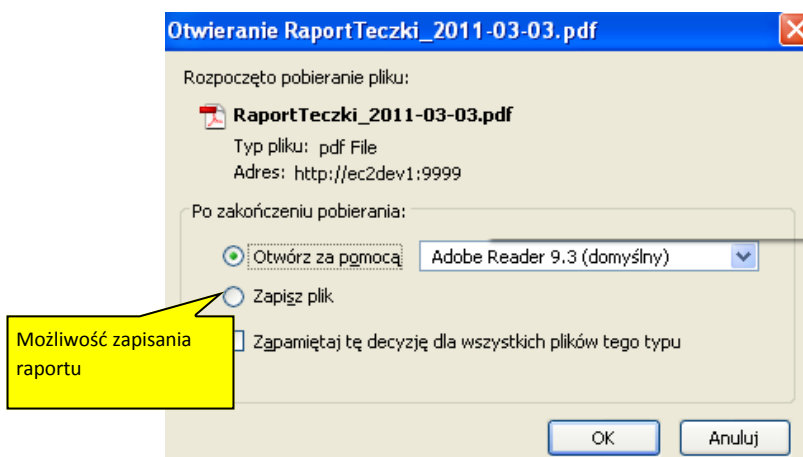 Otwieranie RaportTeczki_2011-03-03.pdf
Rozpoczęto pobieranie pliku:
RaportTeczki_2011-03-03.pdf
Typ pliku: pdf File
Adres: http://ec2dev1:9999
Po zakończeniu pobierania:
Otwórz za pomocą Adobe Reader 9.3 (domyślny)
Zapisz plik
Możliwość zapisania
raportu
Zapamiętaj tę decyzję dla wszystkich plików tego typu
OK Anuluj